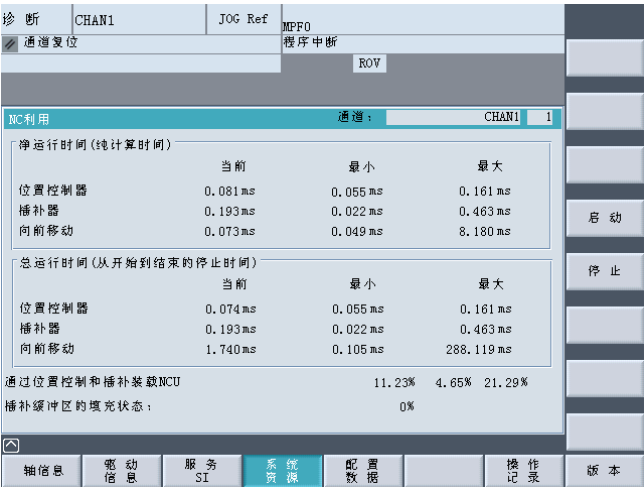 诊断 CHAN1 JOG Ref MPF0
通道复位 程序中断
ROV
NC利用 通道: CHAN1 1
净运行时间(纯计算时间)
当前 最小 最大
位置控制器 0.081ms 0.055ms 0.161ms
插补器 0.193ms 0.022ms 0.463ms
向前移动 0.073ms 0.049ms 8.180ms
总运行时间(从开始到结束的停止时间)
当前 最小 最大
位置控制器 0.074ms 0.055ms 0.161ms
插补器 0.193ms 0.022ms 0.463ms
向前移动 1.740ms 0.105ms 288.119ms
通过位置控制和插补装载NCU 11.23% 4.65% 21.29%
插补缓冲区的填充状态: 0%
启动
停止
轴信息
驱动
信息
服务
SI
系统
资源
配置
数据
操作
记录
版本